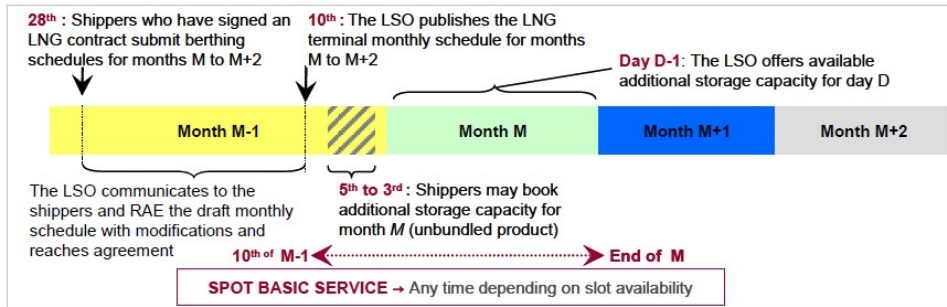 28th : Shippers who have signed an
LNG contract submit berthing
schedules for months M to M+2
10th : The LSO publishes the LNG
terminal monthly schedule for months
M to M+2
Day D-1: The LSO offers available
additional storage capacity for day D
Month M-1
Month M
Month M+1
Month M+2
The LSO communicates to the
shippers and RAE the draft monthly
schedule with modifications and
reaches agreement
5th to 3rd : Shippers may book
additional storage capacity for
month M (unbundled product)
10th of M-1
End of M
SPOT BASIC SERVICE → Any time depending on slot availability